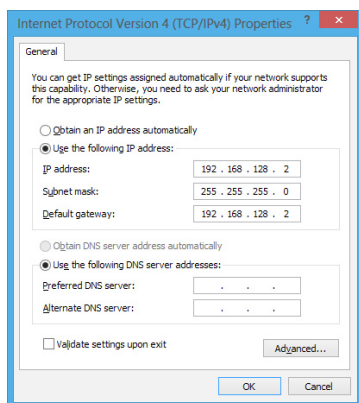 Internet Protocol Version 4 (TCP/IPv4) Properties ? ×
General
You can get IP settings assigned automatically if your network supports
this capability. Otherwise, you need to ask your network administrator
for the appropriate IP settings.
Obtain an IP address automatically
Use the following IP address:
IP address: 192 . 168 . 128 . 2
Subnet mask: 255 . 255 . 255 . 0
Default gateway: 192 . 168 . 128 . 2
Obtain DNS server address automatically
Use the following DNS server addresses:
Preferred DNS server: . . .
Alternate DNS server: . . .
Validate settings upon exit
Advanced...
OK Cancel